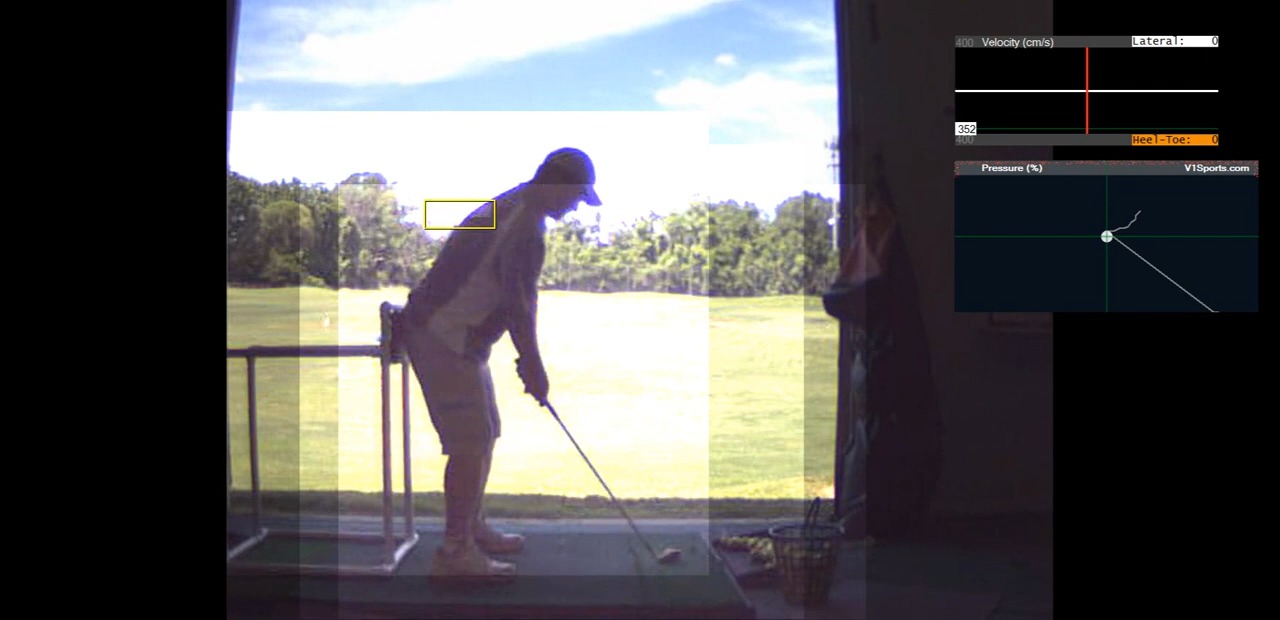 400 Velocity (cm/s) Lateral: 0
352
400 Heel-Toe: 0
Pressure (%) V1Sports.com